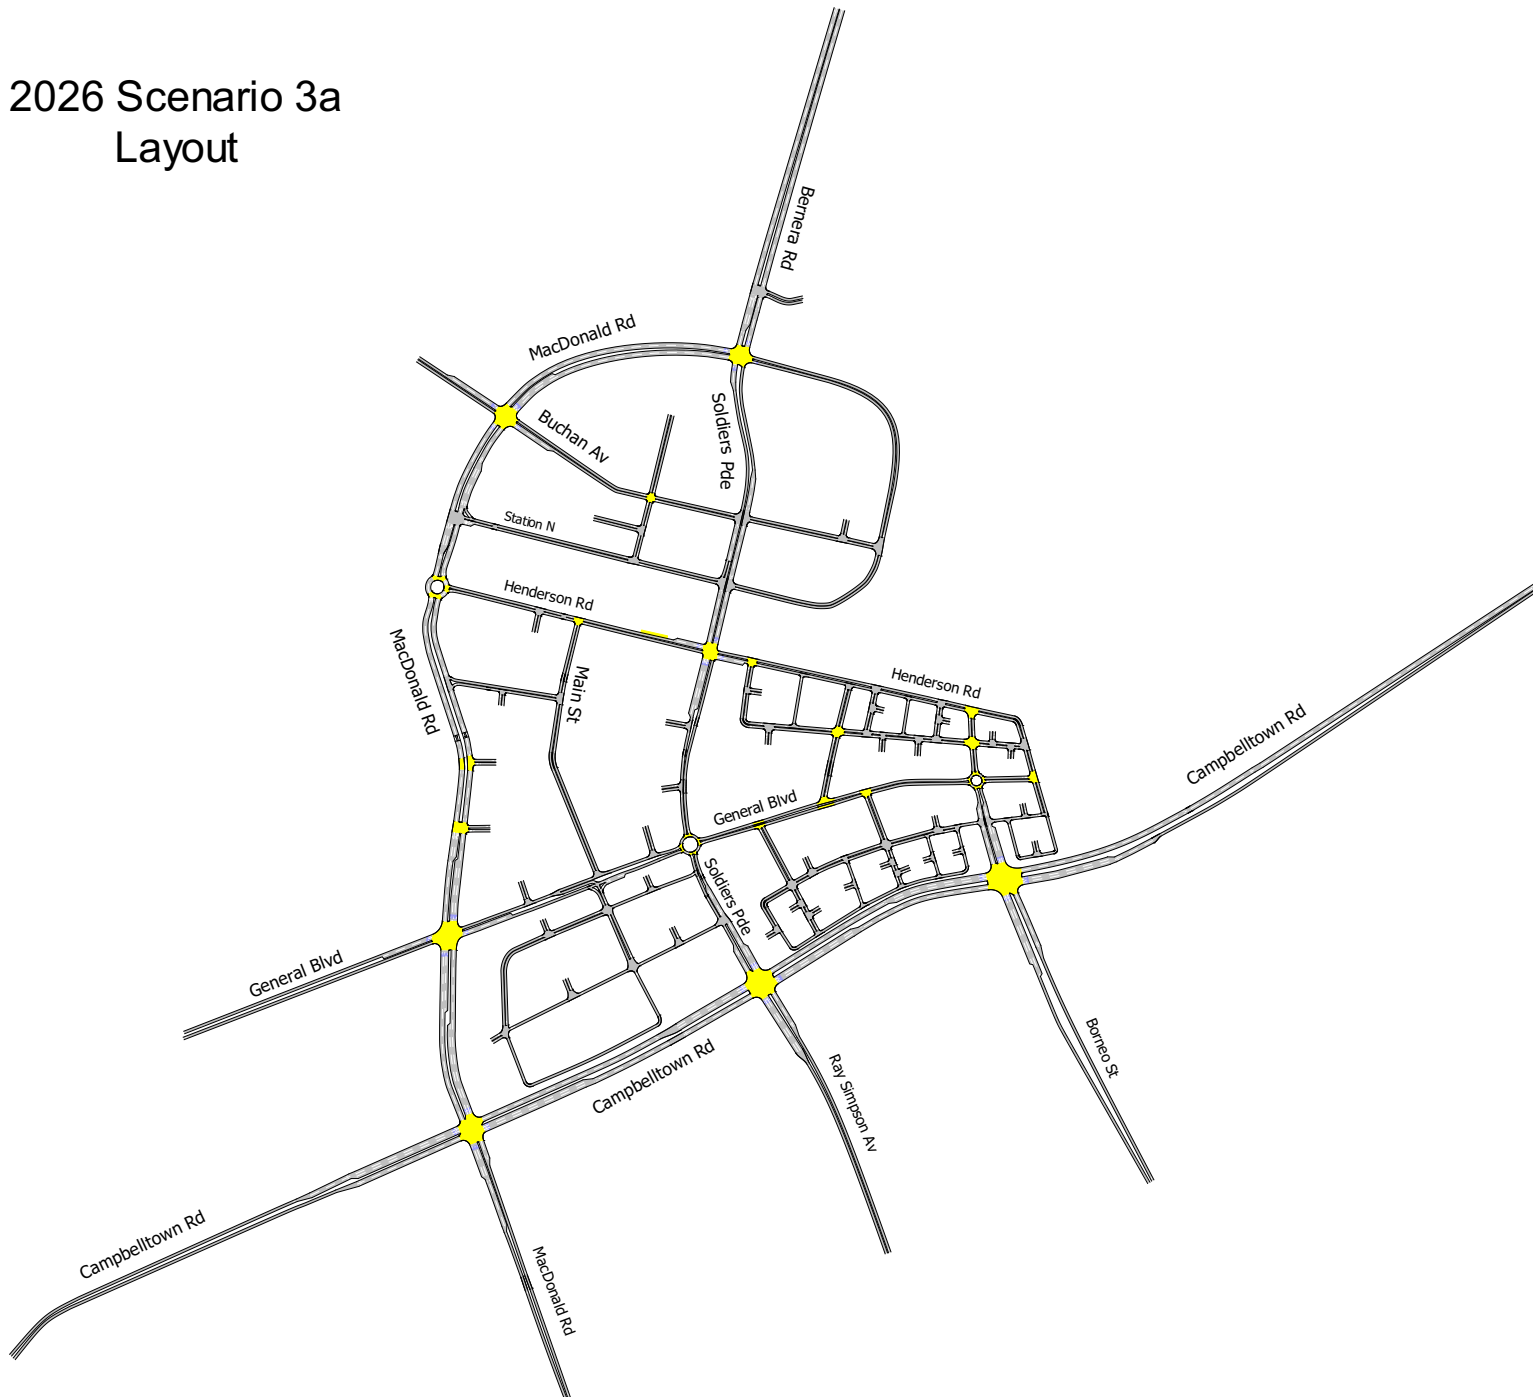 2026 Scenario 3a
Layout
Bernera Rd
MacDonald Rd
Buchan Av
Soldiers Pde
Station N
Henderson Rd
MacDonald Rd
Main St
Henderson Rd
Campbelltown Rd
General Blvd
Soldiers Pde
General Blvd
Campbelltown Rd
Borneo St
Ray Simpson Av
Campbelltown Rd
MacDonald Rd